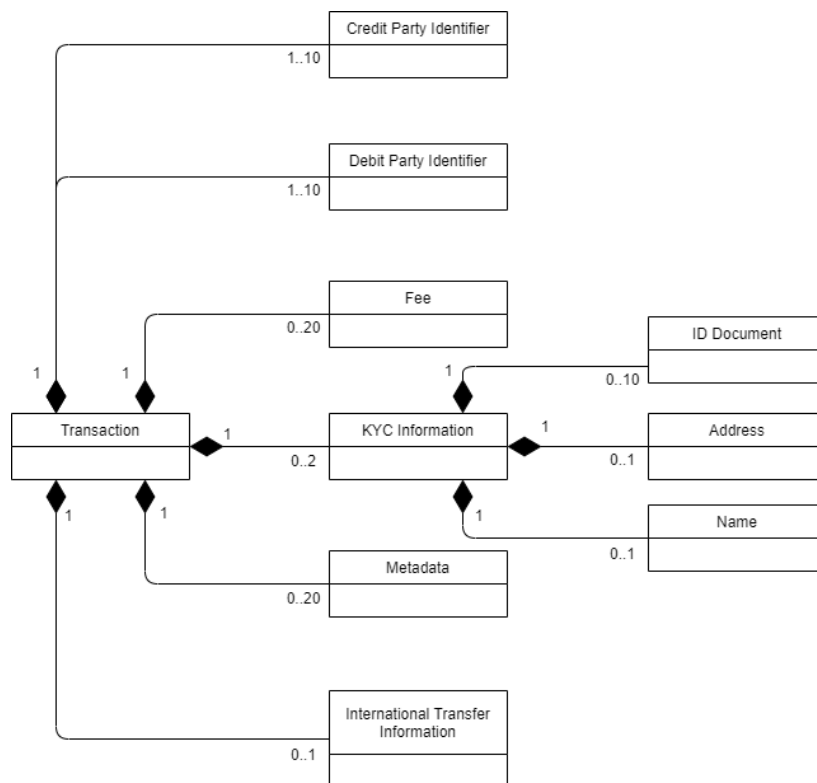 Credit Party Identifier
1..10
Debit Party Identifier
1..10
Fee
0..20
ID Document
1
1
1
0..10
Transaction
1
KYC Information
1
Address
0..2
0..1
1
1
1
Name
0..1
Metadata
0..20
International Transfer
Information
0..1